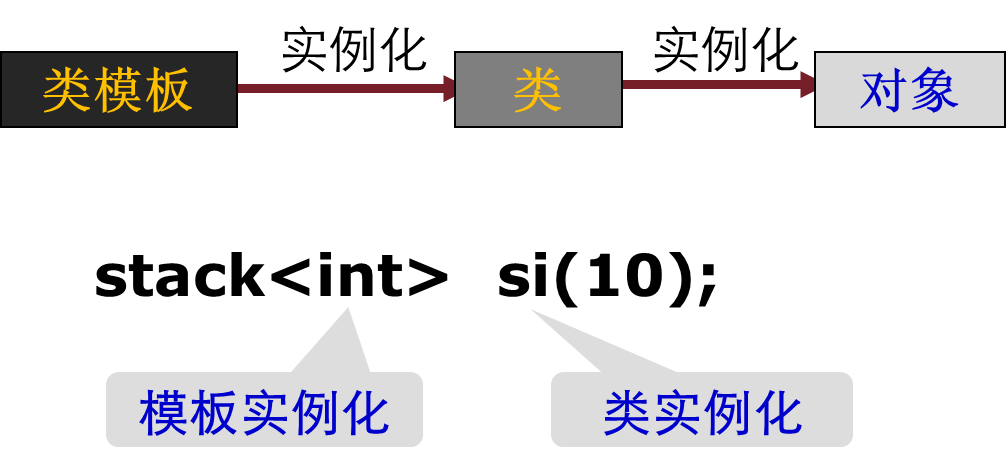 实例化 实例化
类模板 类 对象
stack<int> si(10);
模板实例化 类实例化